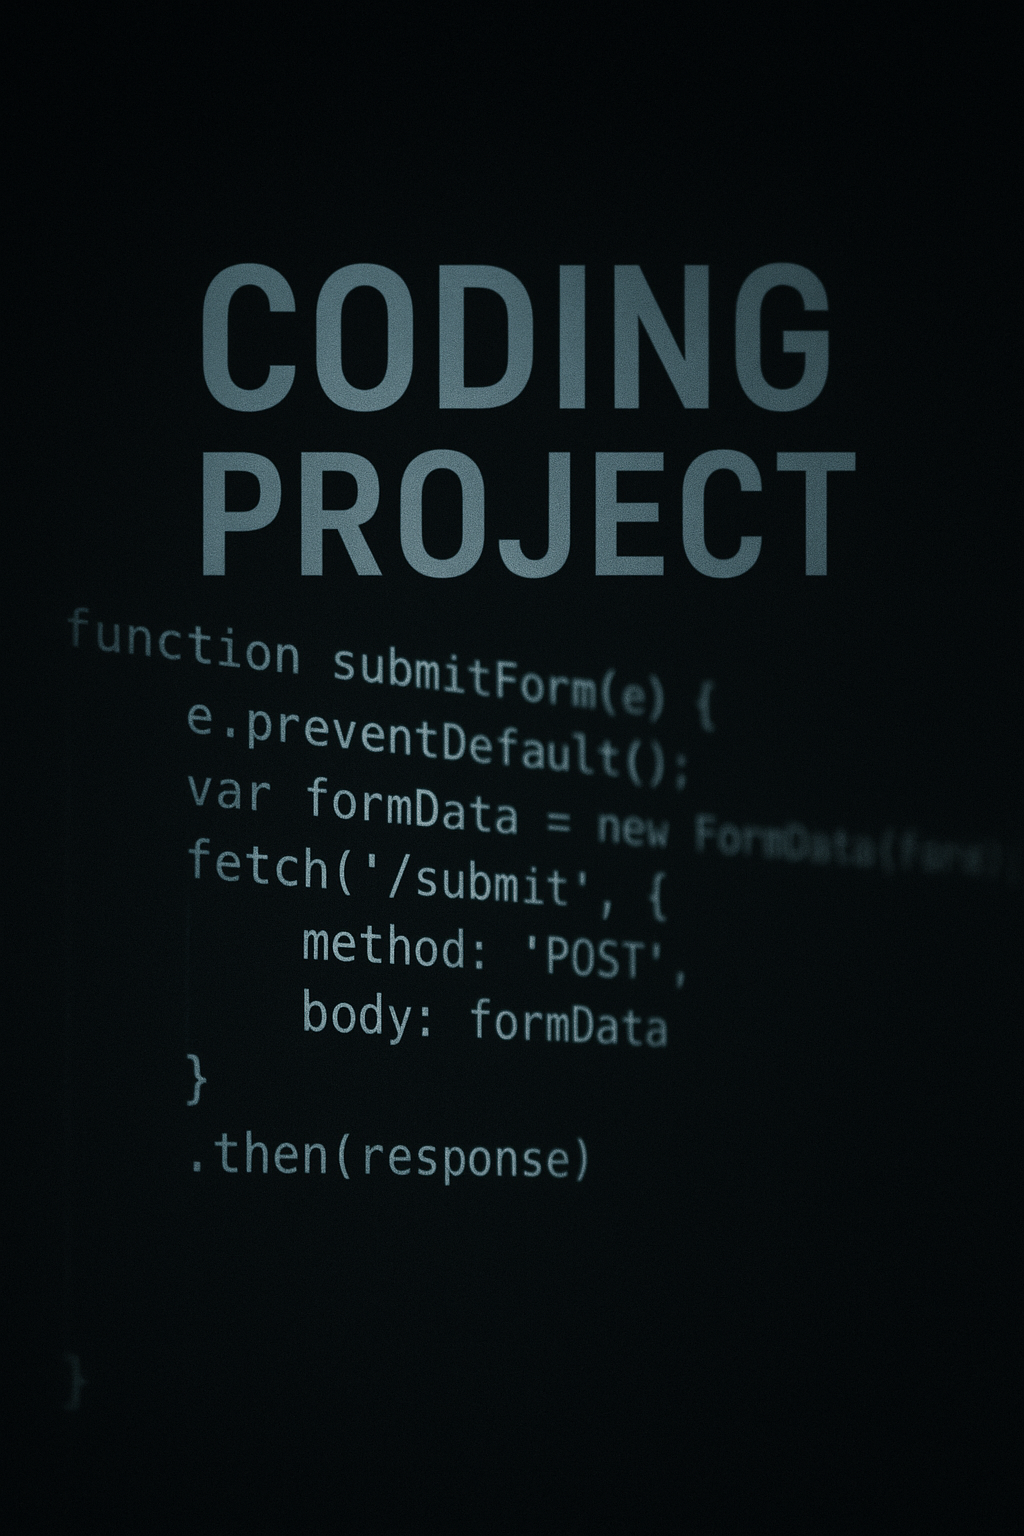 CODING
PROJECT
function submitForm(e) {
e.preventDefault();
var formData = new FormData(form);
fetch('/submit', {
method: 'POST',
body: formData
}
.then(response)
}